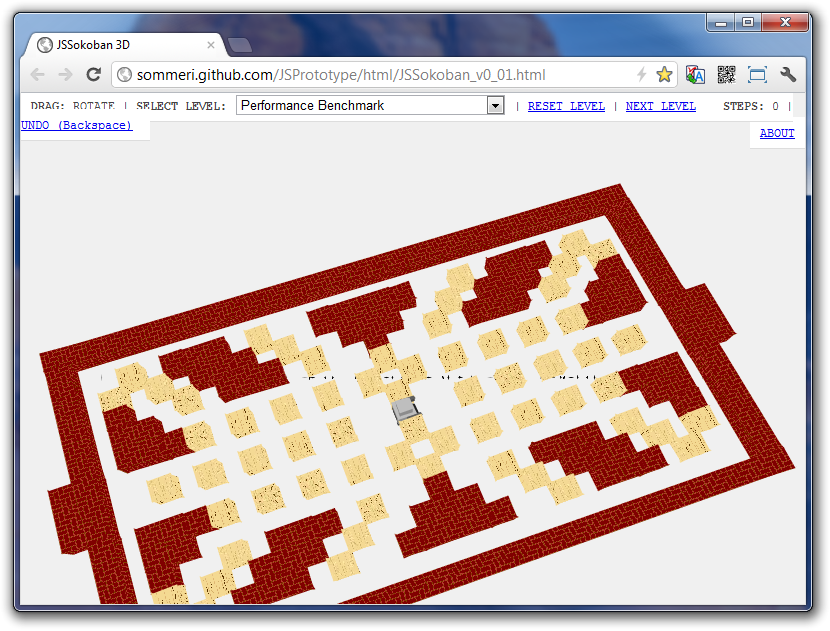 JSSokoban 3D
sommeri.github.com/JSPrototype/html/JSSokoban_v0_01.html
DRAG: ROTATE | SELECT LEVEL: Performance Benchmark | RESET LEVEL | NEXT LEVEL STEPS: 0 |
UNDO (Backspace) ABOUT